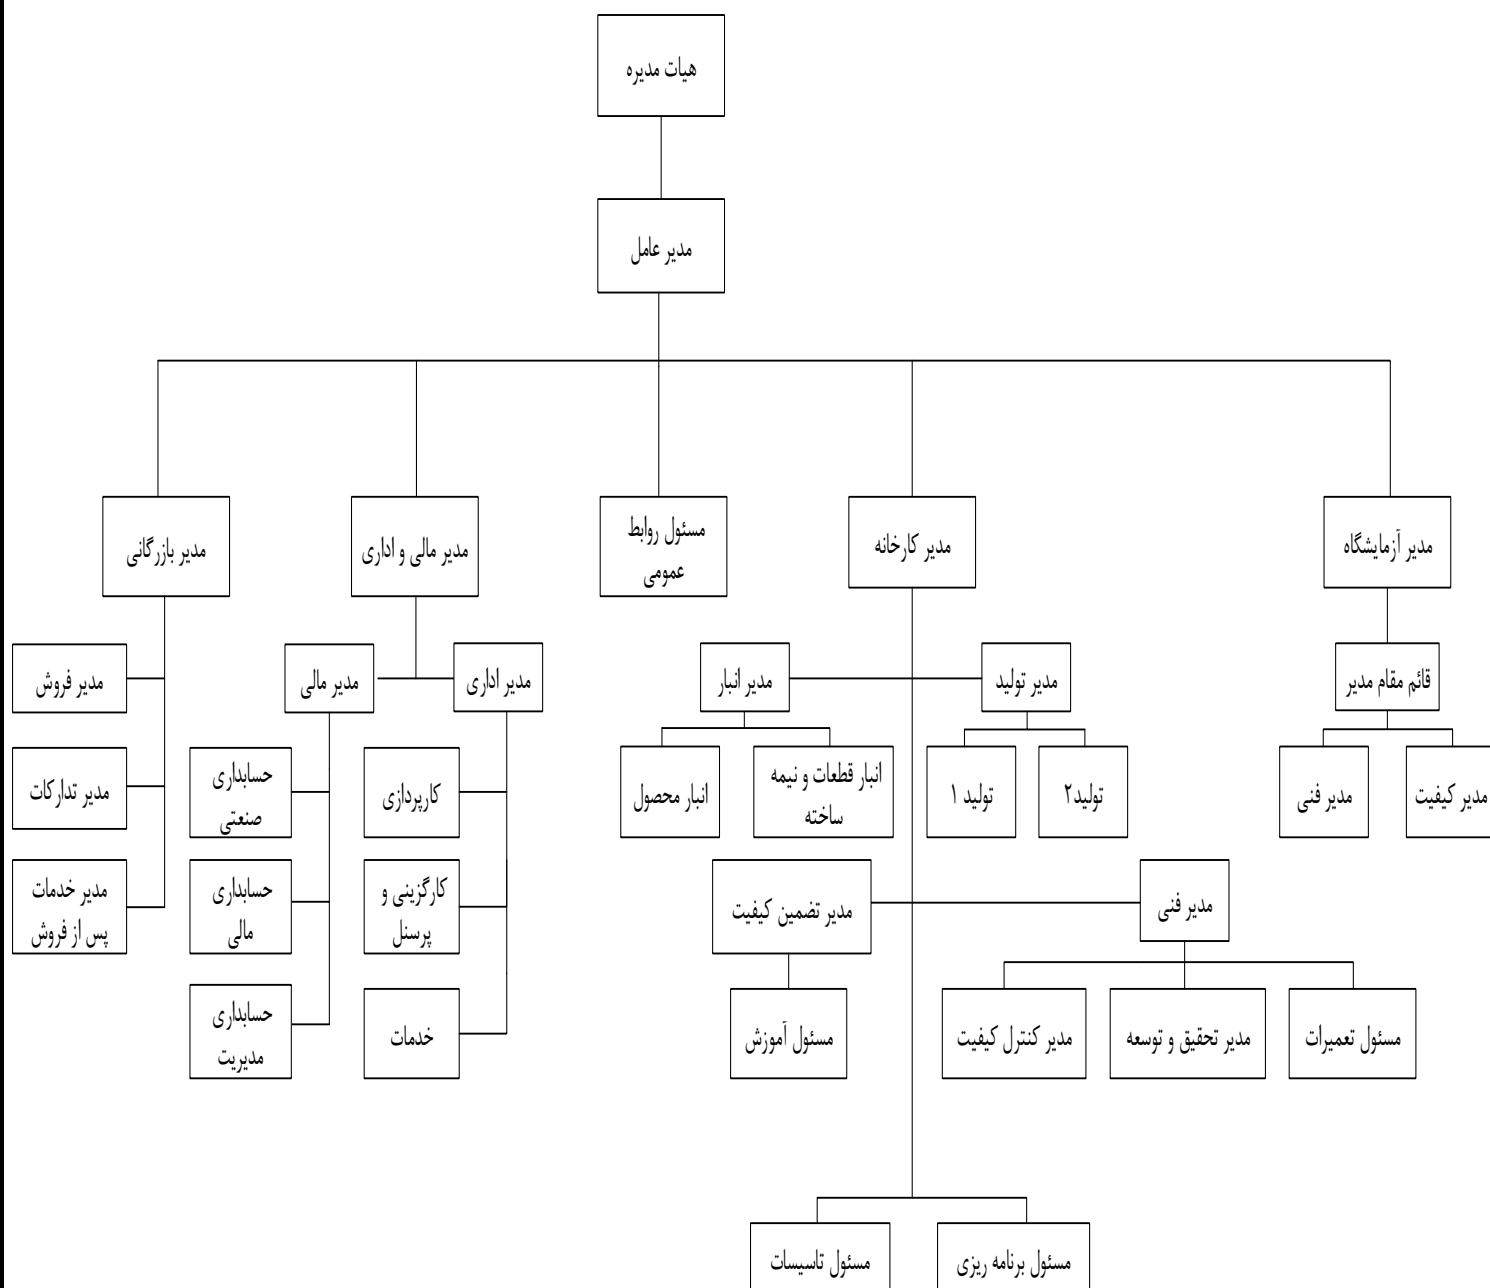 هیات مدیره
مدیر عامل
مدیر آزمایشگاه
مدیر کارخانه
مسئول روابط
عمومی
مدیر مالی و اداری
مدیر بازرگانی
قائم مقام مدیر
مدیر تولید
مدیر انبار
مدیر اداری
مدیر مالی
مدیر فروش
مدیر کیفیت
مدیر فنی
تولید۲
تولید ۱
انبار قطعات و نیمه
ساخته
انبار محصول
کارپردازی
حسابداری
صنعتی
مدیر تدارکات
مدیر فنی
مدیر تضمین کیفیت
کارگزینی و
پرسنل
حسابداری
مالی
مدیر خدمات
پس از فروش
مسئول تعمیرات
مدیر تحقیق و توسعه
مدیر کنترل کیفیت
مسئول آموزش
خدمات
حسابداری
مدیریت
مسئول برنامه ریزی
مسئول تاسیسات